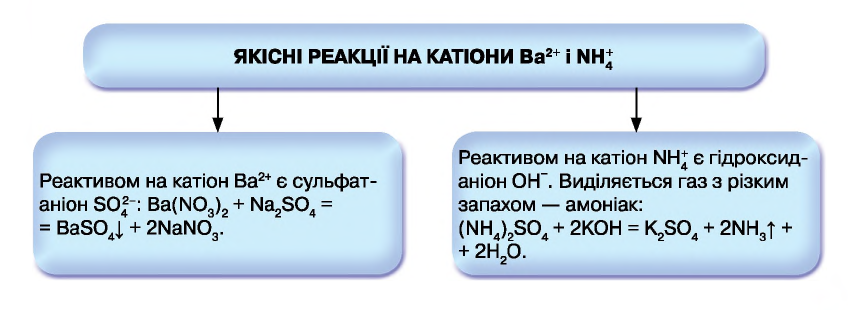 ЯКІСНІ РЕАКЦІЇ НА КАТІОНИ Ba²⁺ і NH₄⁺
Реактивом на катіон Ba²⁺ є сульфат-
аніон SO₄²⁻: Ba(NO₃)₂ + Na₂SO₄ =
= BaSO₄↓ + 2NaNO₃.
Реактивом на катіон NH₄⁺ є гідроксид-
аніон OH⁻. Виділяється газ з різким
запахом — амоніак:
(NH₄)₂SO₄ + 2KOH = K₂SO₄ + 2NH₃↑ +
+ 2H₂O.